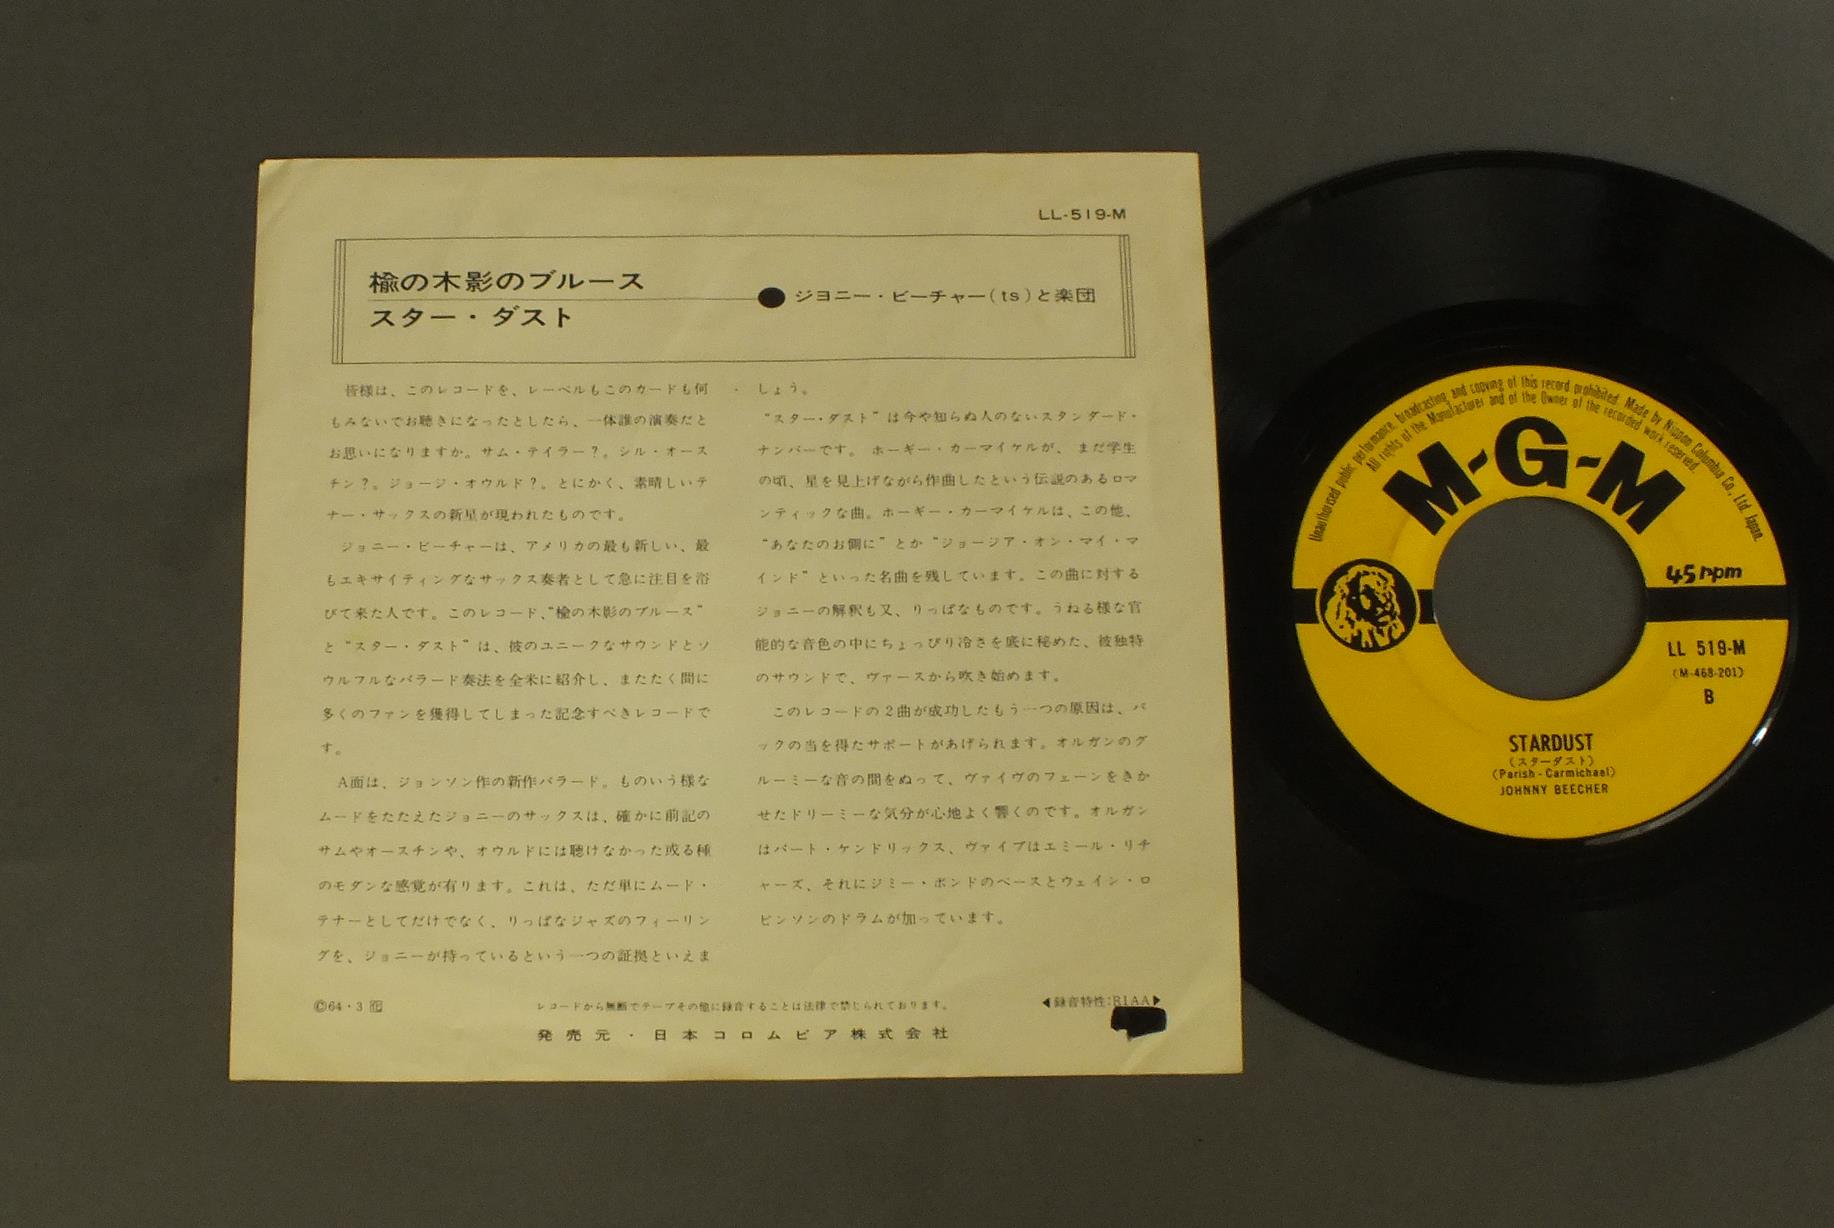 LL-519-M
楡の木影のブルース
スター・ダスト
ジョニー・ビーチャー(ts)と楽団
皆様は、このレコードを、レーベルもこのカードも何
もみないでお聴きになったとしたら、一体誰の演奏だと
お思いになりますか。サム・テイラー?。シル・オース
チン?。ジョージ・オウルド?。とにかく、素晴しいテ
ナー・サックスの新星が現われたものです。
ジョニー・ビーチャーは、アメリカの最も新しい、最
もエキサイティングなサックス奏者として急に注目を浴
びて来た人です。このレコード、"楡の木影のブルース"
と"スター・ダスト"は、彼のユニークなサウンドとソ
ウルフルなバラード奏法を全米に紹介し、またたく間に
多くのファンを獲得してしまった記念すべきレコードで
す。
A面は、ジョンソン作の新作バラード。ものいう様な
ムードをたたえたジョニーのサックスは、確かに前記の
サムやオースチンや、オウルドには聴けなかった或る種
のモダンな感覚が有ります。これは、ただ単にムード・
テナーとしてだけでなく、りっぱなジャズのフィーリン
グを、ジョニーが持っているという一つの証拠といえま
しょう。
"スター・ダスト"は今や知らぬ人のないスタンダード・
ナンバーです。ホーギー・カーマイケルが、まだ学生
の頃、星を見上げながら作曲したという伝説のあるロマ
ンティックな曲。ホーギー・カーマイケルは、この他、
"あなたのお側に"とか"ジョージア・オン・マイ・マ
インド"といった名曲を残しています。この曲に対する
ジョニーの解釈も又、りっぱなものです。うねる様な官
能的な音色の中にちょっぴり冷さを底に秘めた、彼独特
のサウンドで、ヴァースから吹き始めます。
このレコードの2曲が成功したもう一つの原因は、バ
ックの当を得たサポートがあげられます。オルガンのグ
ルーミーな音の間をぬって、ヴァイヴのフェーンをきか
せたドリーミーな気分が心地よく響くのです。オルガン
はバート・ケンドリックス、ヴァイブはエミール・リチ
ャーズ、それにジミー・ボンドのベースとウェイン・ロ
ビンソンのドラムが加っています。
©64・3
レコードから無断でテープその他に録音することは法律で禁じられております。
◀録音特性:RIAA▶
発売元・日本コロムビア株式会社
Unauthorised public performance, broadcasting and copying of this record prohibited. Made by Nippon Columbia Co., Ltd. Japan.
All rights of the Manufacturer and of the Owner of the recorded work reserved.
M-G-M
45 rpm
LL 519-M
(M-468-201)
B
STARDUST
(スターダスト)
(Parish-Carmichael)
JOHNNY BEECHER